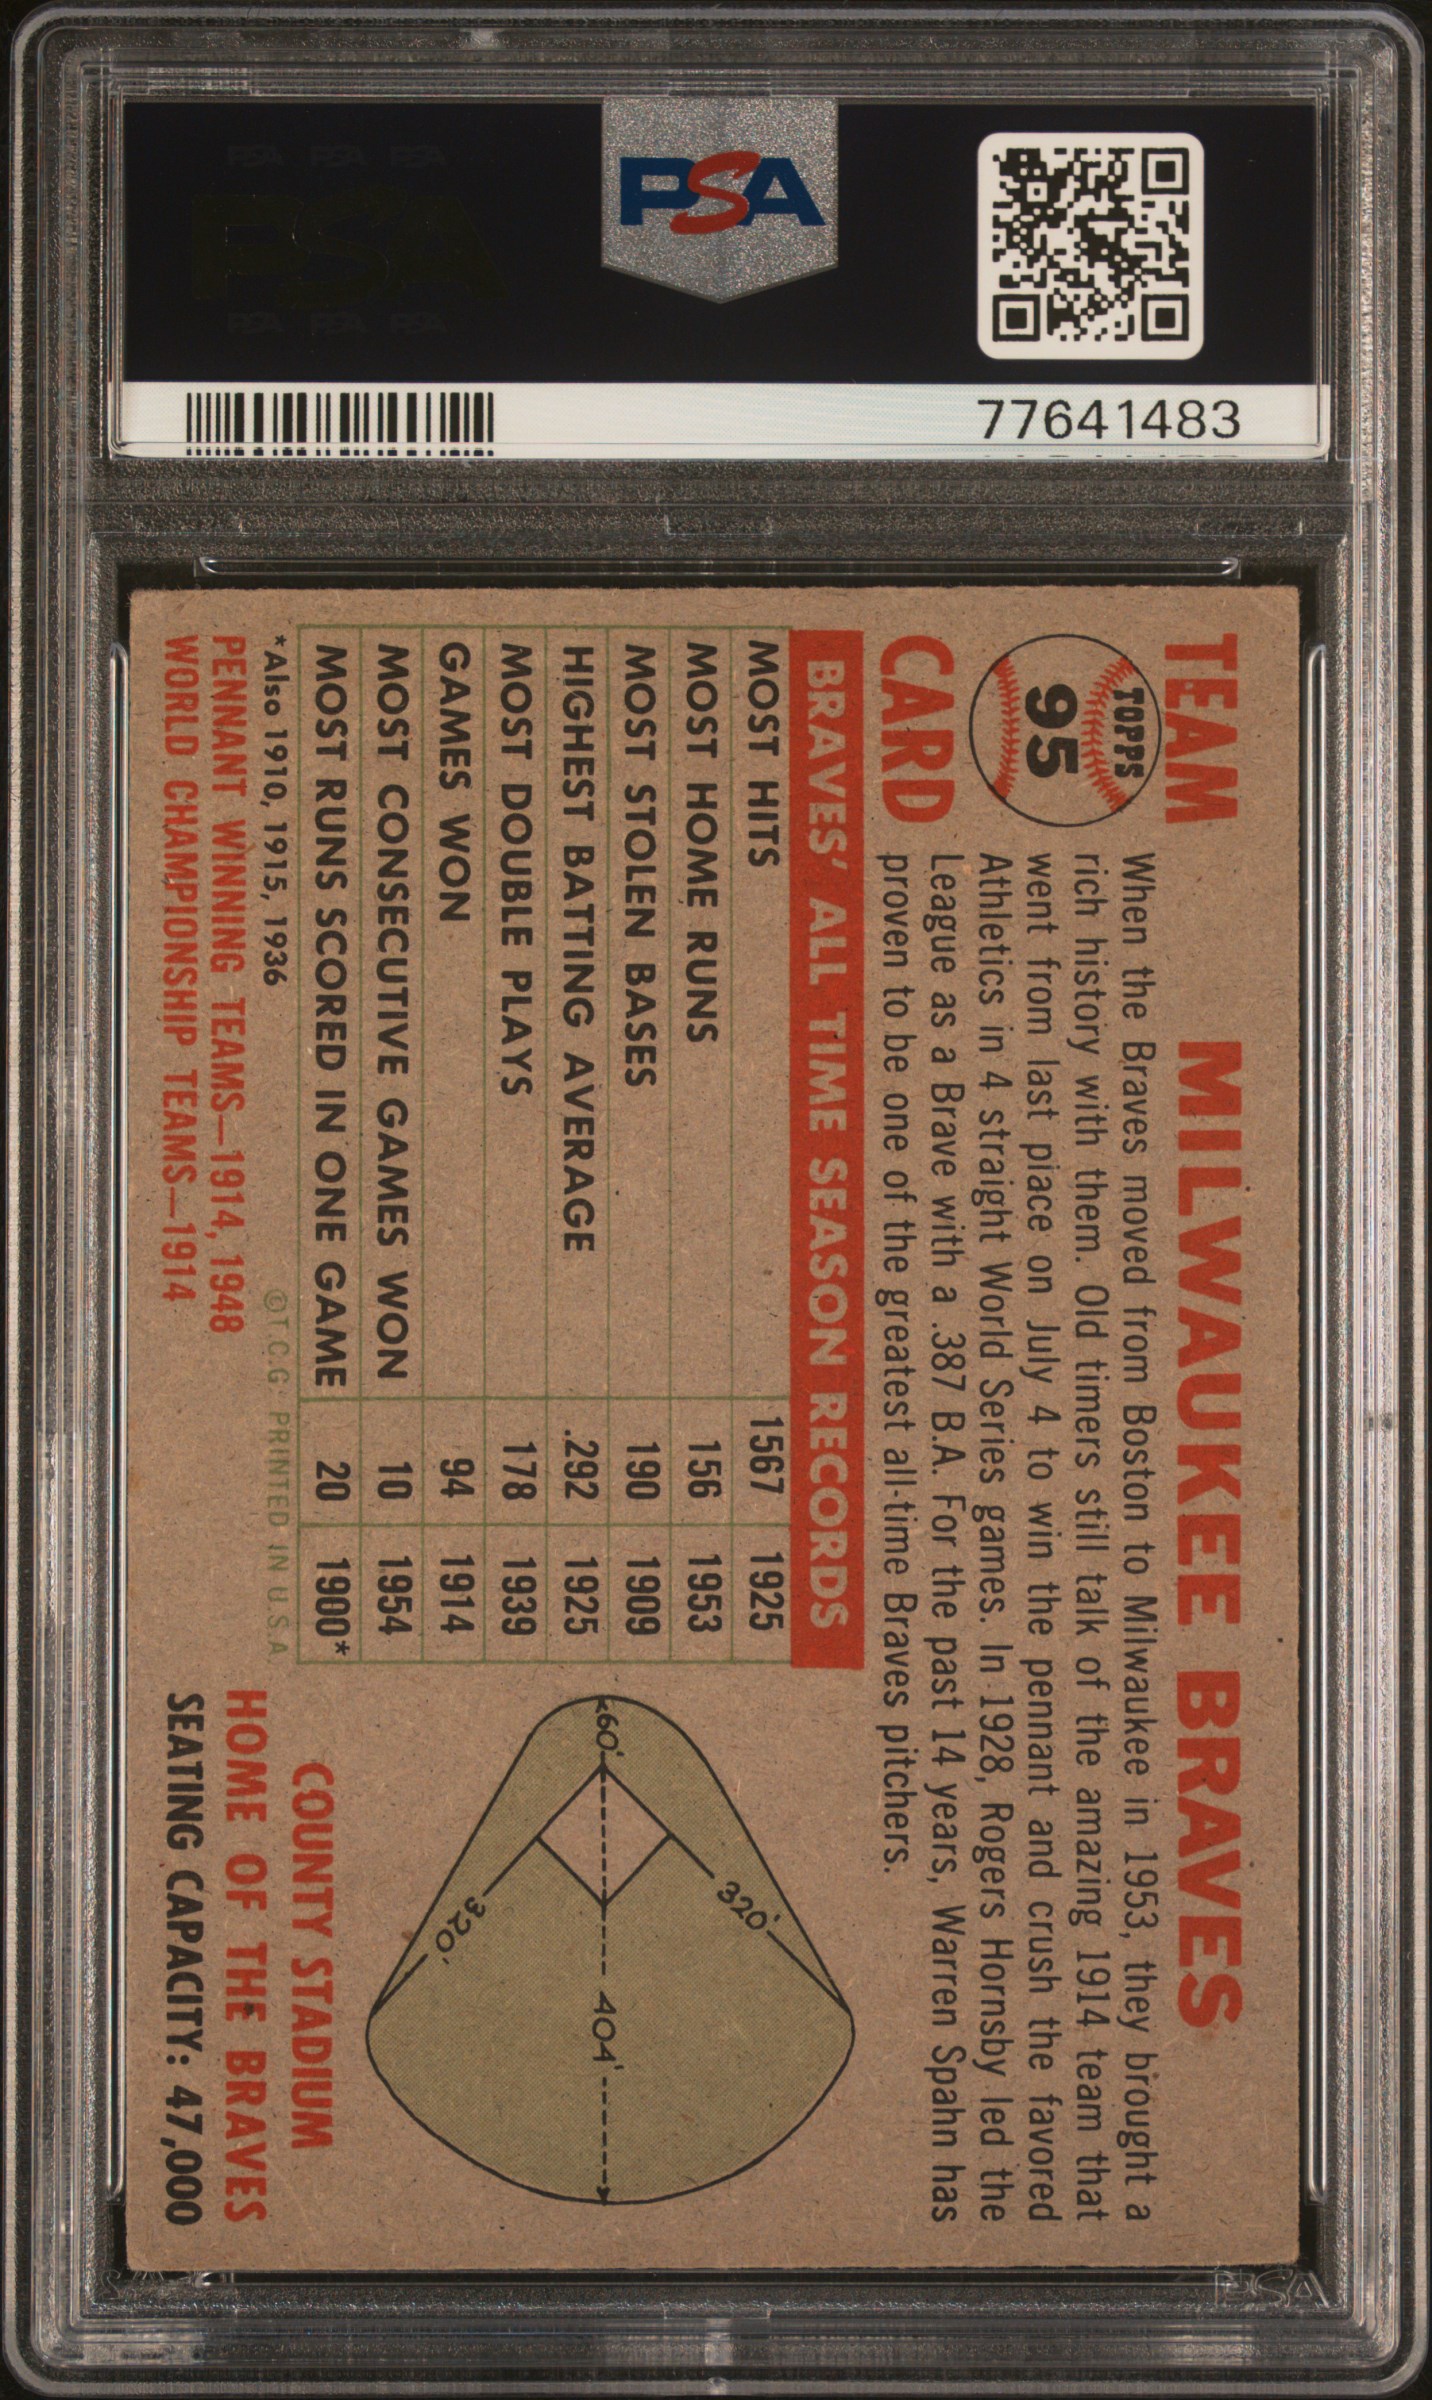 PSA PSA PSA
PSA
PSA PSA PSA
PSA
77641483
TEAM
TOPPS
95
CARD
MILWAUKEE BRAVES
When the Braves moved from Boston to Milwaukee in 1953, they brought a
rich history with them. Old timers still talk of the amazing 1914 team that
went from last place on July 4 to win the pennant and crush the favored
Athletics in 4 straight World Series games. In 1928, Rogers Hornsby led the
League as a Brave with a .387 B.A. For the past 14 years, Warren Spahn has
proven to be one of the greatest all-time Braves pitchers.
BRAVES' ALL TIME SEASON RECORDS
MOST HITS 1567 1925
MOST HOME RUNS 156 1953
MOST STOLEN BASES 190 1909
HIGHEST BATTING AVERAGE .292 1925
MOST DOUBLE PLAYS 178 1939
GAMES WON 94 1914
MOST CONSECUTIVE GAMES WON 10 1954
MOST RUNS SCORED IN ONE GAME 20 1900*
*Also 1910, 1915, 1936
©T.C.G. PRINTED IN U.S.A.
PENNANT WINNING TEAMS—1914, 1948
WORLD CHAMPIONSHIP TEAMS—1914
60'
320'
320'
404'
COUNTY STADIUM
HOME OF THE BRAVES
SEATING CAPACITY: 47,000
PSA